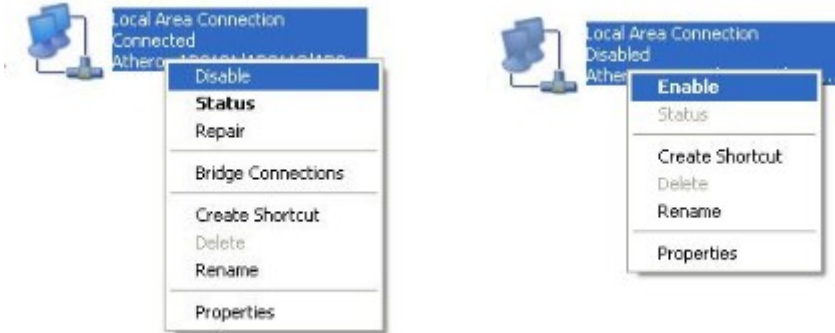 Local Area Connection
Connected
Disable
Status
Repair
Bridge Connections
Create Shortcut
Delete
Rename
Properties
Local Area Connection
Disabled
Enable
Status
Create Shortcut
Delete
Rename
Properties